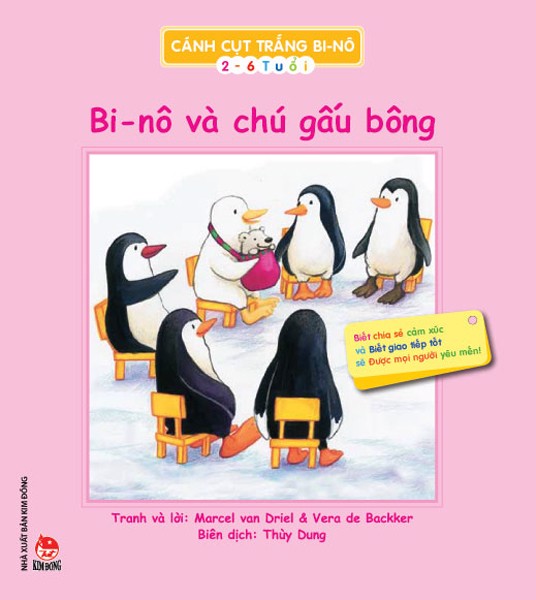 CÁNH CỤT TRẮNG BI-NÔ
2 - 6 Tuổi
Bi-nô và chú gấu bông
Biết chia sẻ cảm xúc
và Biết giao tiếp tốt
sẽ Được mọi người yêu mến!
Tranh và lời: Marcel van Driel & Vera de Backker
Biên dịch: Thùy Dung
NHÀ XUẤT BẢN KIM ĐỒNG
KIM ĐỒNG